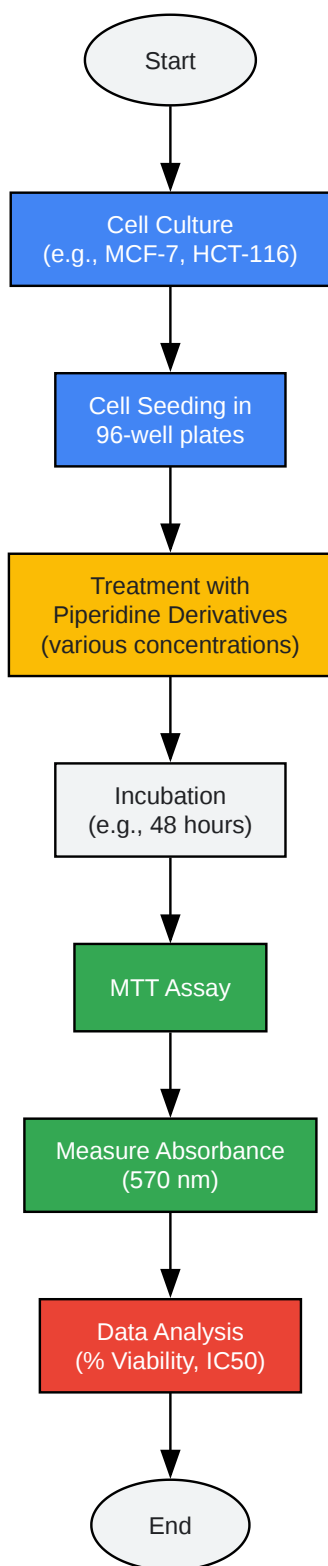 Start
Cell Culture
(e.g., MCF-7, HCT-116)
Cell Seeding in
96-well plates
Treatment with
Piperidine Derivatives
(various concentrations)
Incubation
(e.g., 48 hours)
MTT Assay
Measure Absorbance
(570 nm)
Data Analysis
(% Viability, IC50)
End